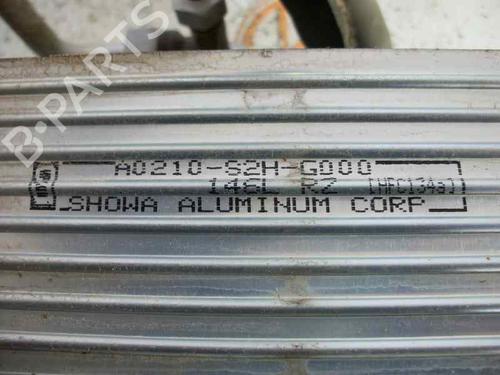 B-PARTS
A0210-S2H-G000
146L RZ (HFC134a)
SHOWA ALUMINUM CORP